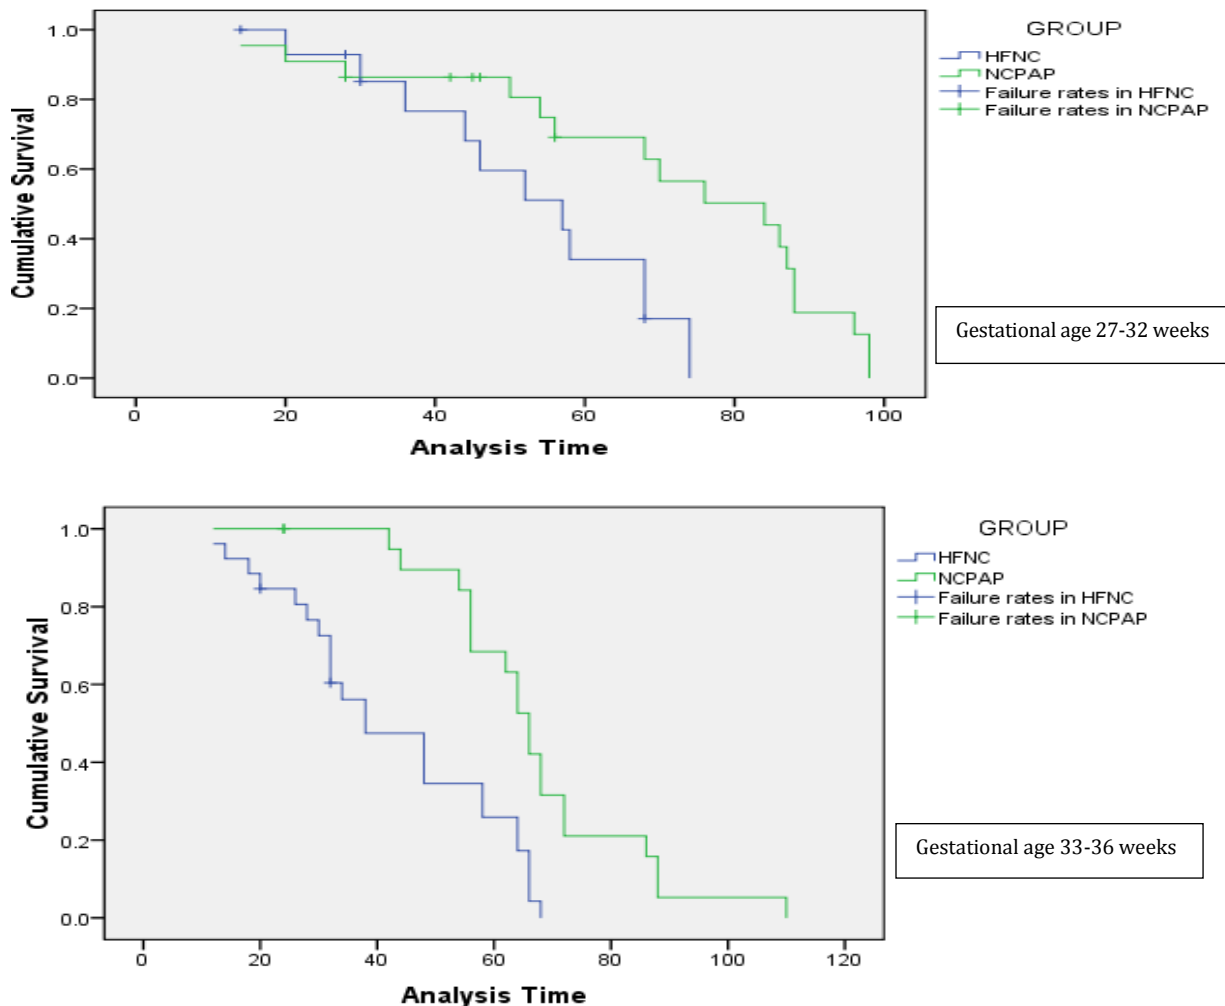 GROUP
HFNC
NCPAP
Failure rates in HFNC
Failure rates in NCPAP
Cumulative Survival
1.0
0.8
0.6
0.4
0.2
0.0
0 20 40 60 80 100
Analysis Time
Gestational age 27-32 weeks
GROUP
HFNC
NCPAP
Failure rates in HFNC
Failure rates in NCPAP
Cumulative Survival
1.0
0.8
0.6
0.4
0.2
0.0
0 20 40 60 80 100 120
Analysis Time
Gestational age 33-36 weeks